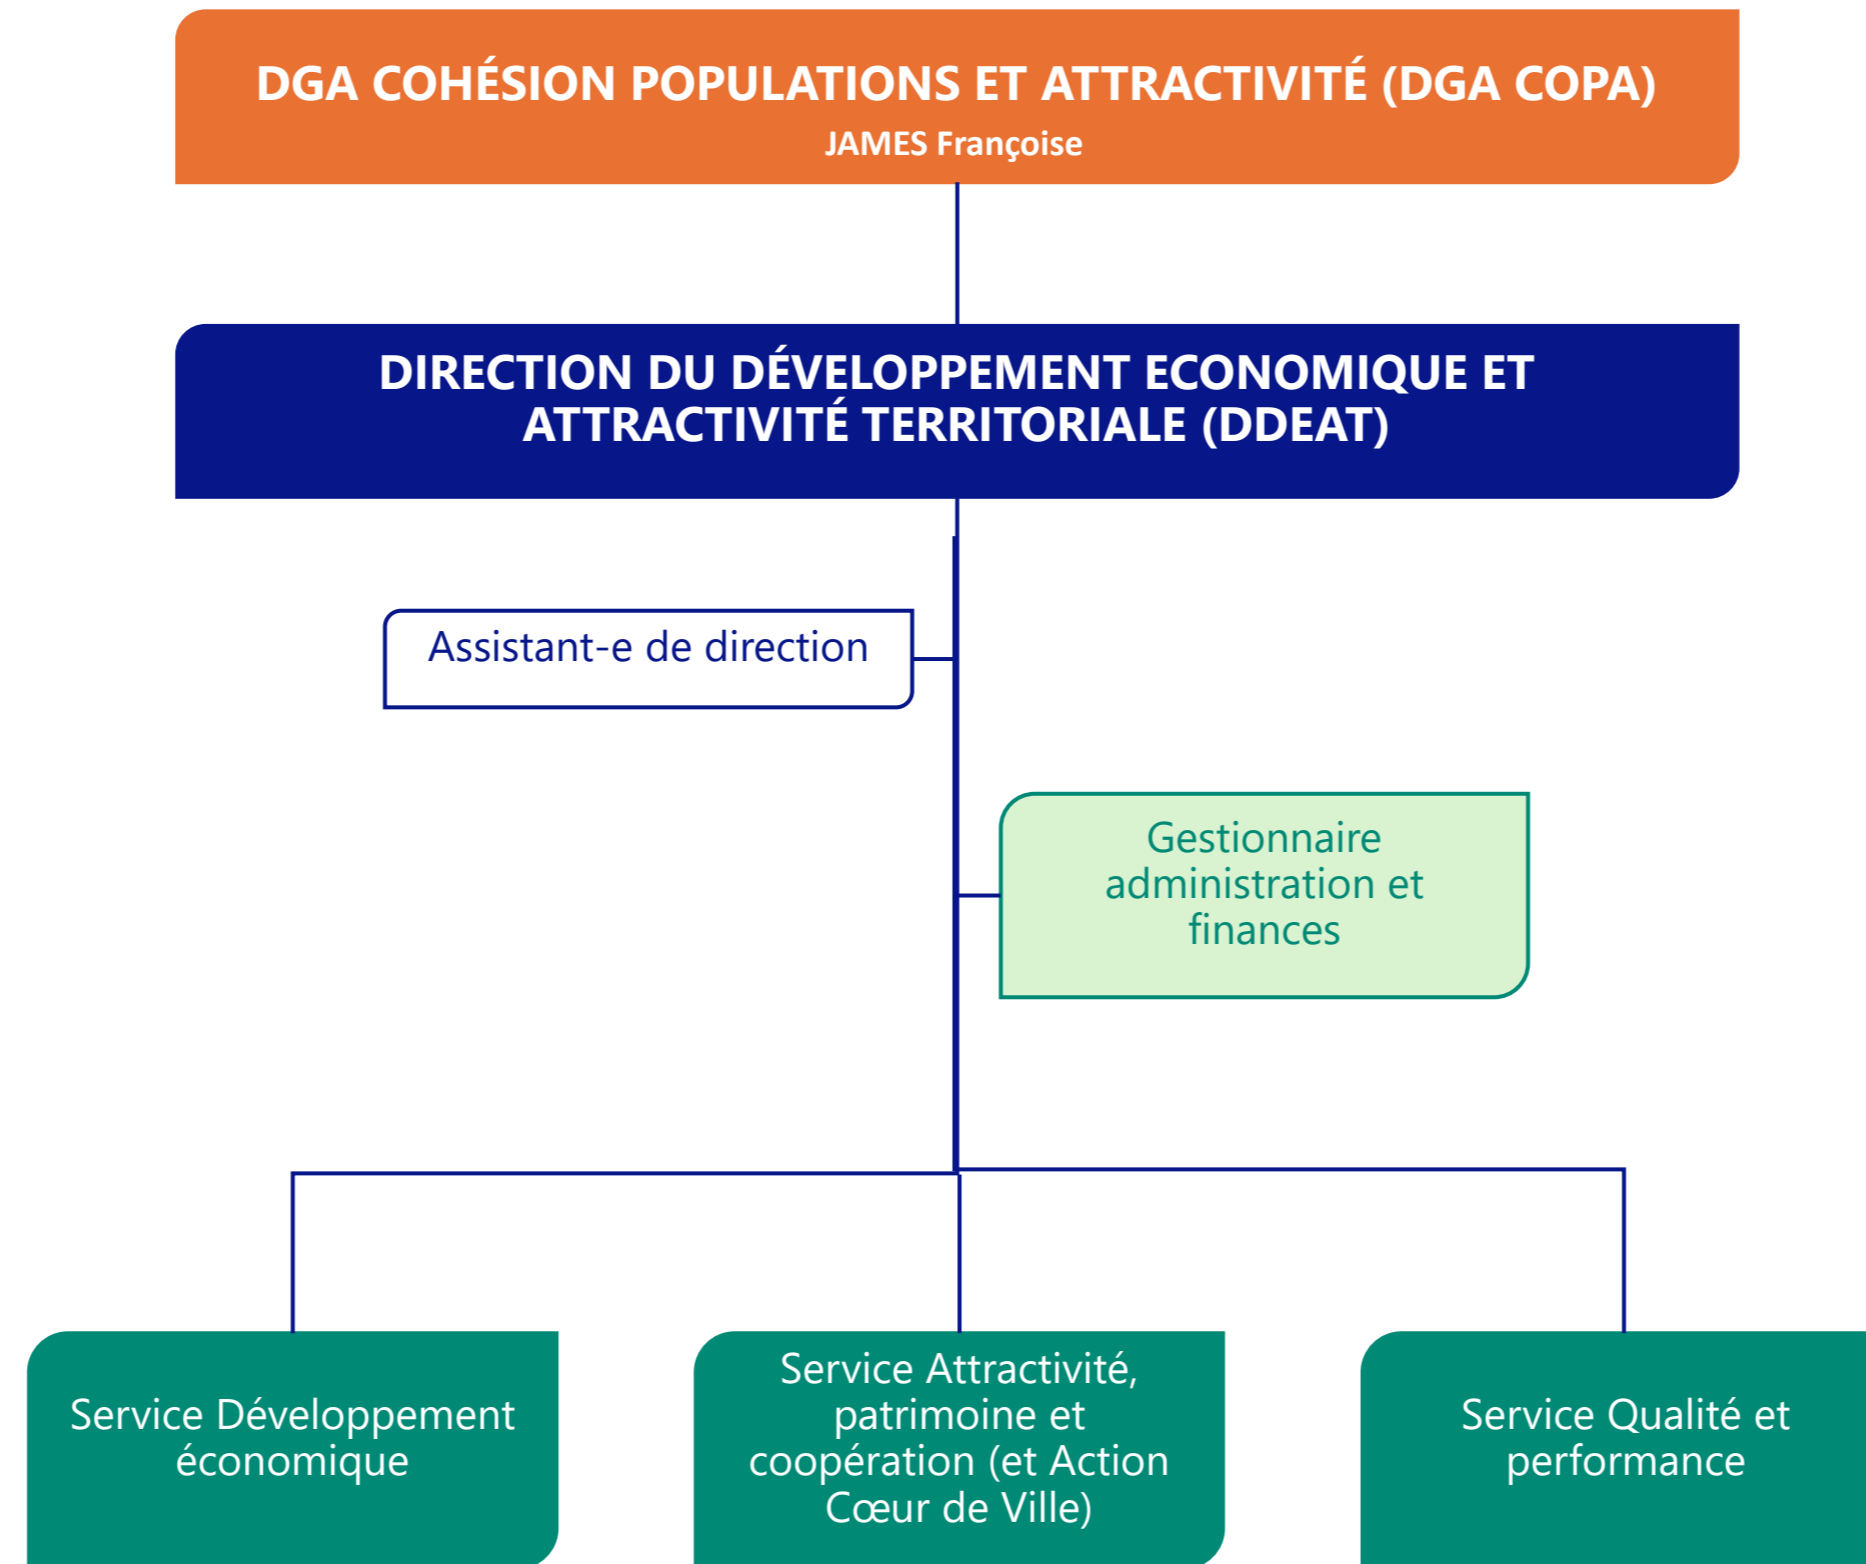 DGA COHÉSION POPULATIONS ET ATTRACTIVITÉ (DGA COPA)
JAMES Françoise
DIRECTION DU DÉVELOPPEMENT ECONOMIQUE ET
ATTRACTIVITÉ TERRITORIALE (DDEAT)
Assistant-e de direction
Gestionnaire
administration et
finances
Service Développement
économique
Service Attractivité,
patrimoine et
coopération (et Action
Cœur de Ville)
Service Qualité et
performance